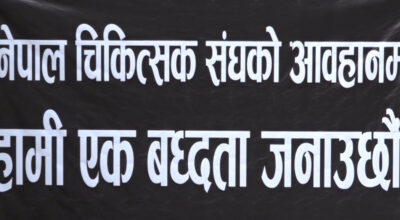 नेपाल चिकित्सक संघको आवहानम
हामी एक बध्दता जनाउछौं